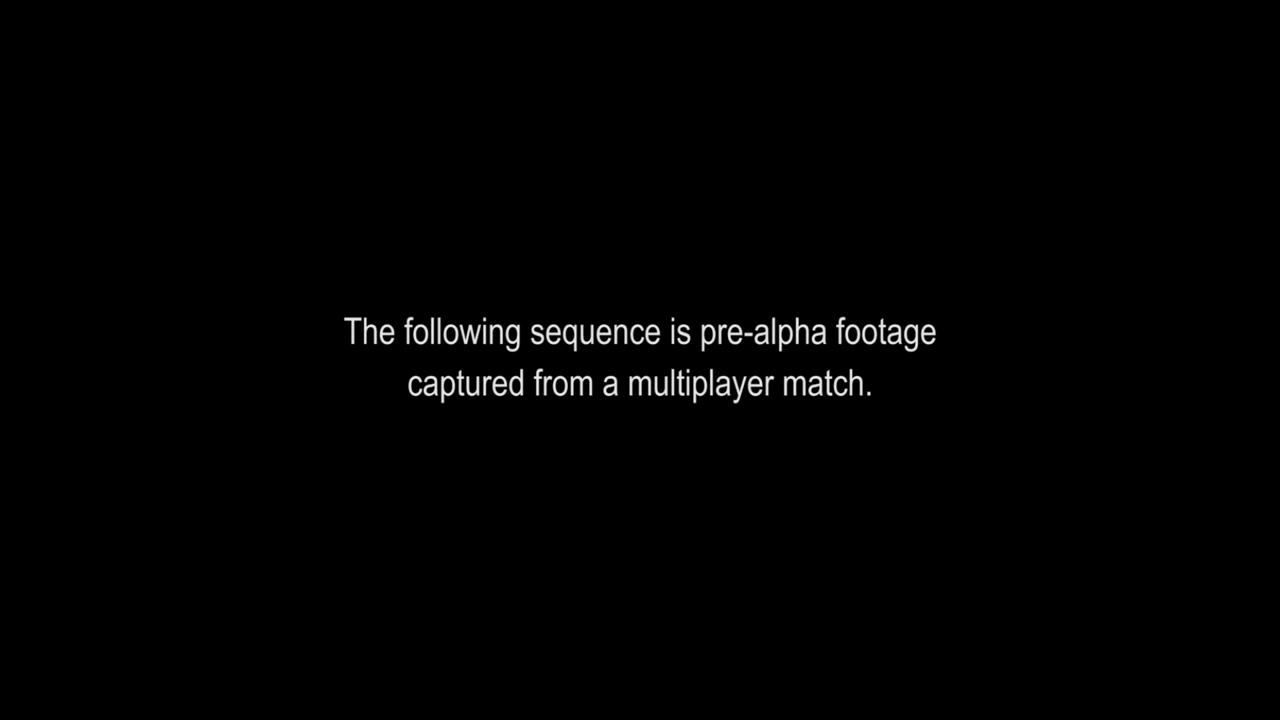 The following sequence is pre-alpha footage
captured from a multiplayer match.